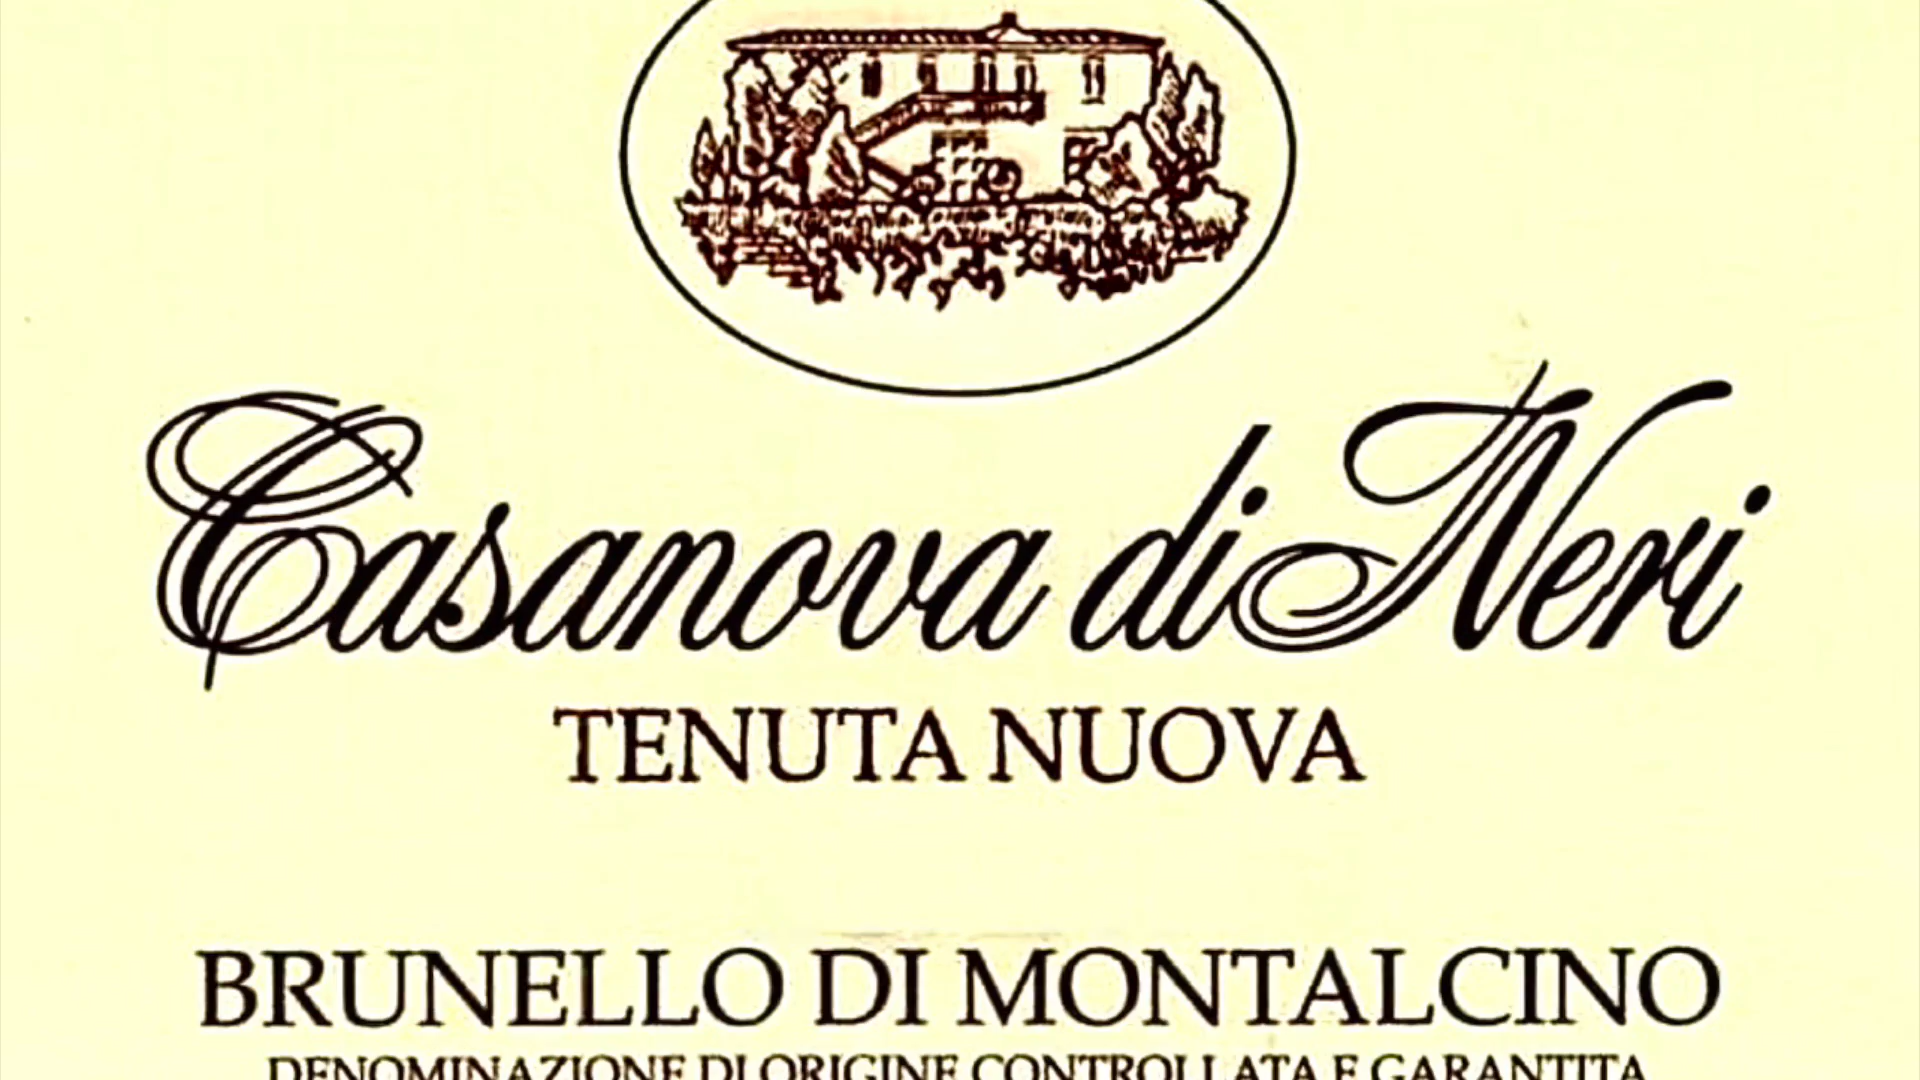 Casanova di Neri
TENUTA NUOVA
BRUNELLO DI MONTALCINO
DENOMINAZIONE DI ORIGINE CONTROLLATA E GARANTITA